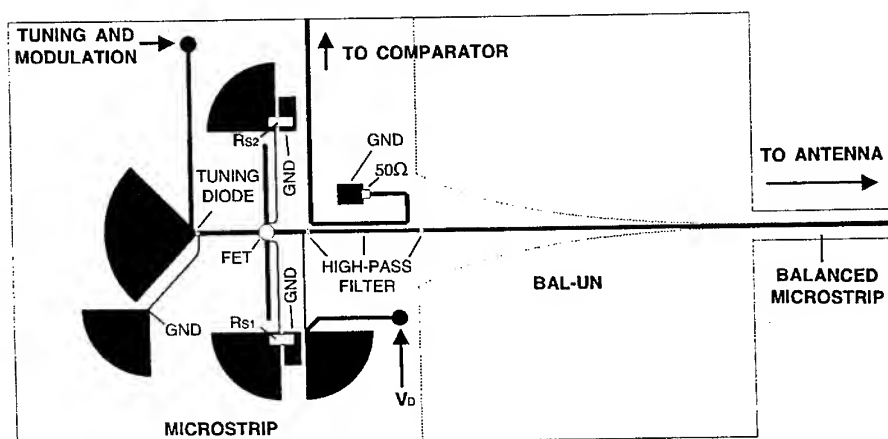 TUNING AND
MODULATION
TO COMPARATOR
RS2
GND
GND
50Ω
TO ANTENNA
TUNING
DIODE
FET
HIGH-PASS
FILTER
BAL-UN
BALANCED
MICROSTRIP
GND
RS1
GND
VD
MICROSTRIP